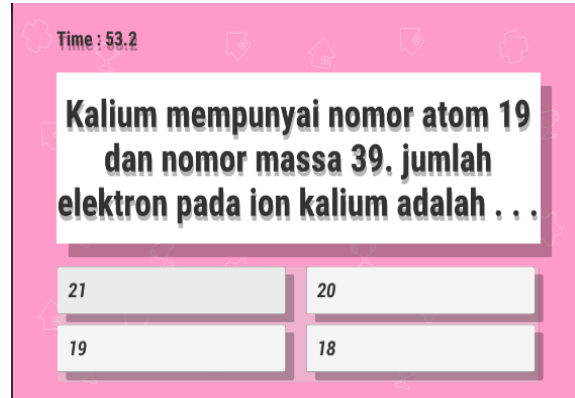 Time : 53.2
Kalium mempunyai nomor atom 19
dan nomor massa 39. jumlah
elektron pada ion kalium adalah . . .
21
20
19
18